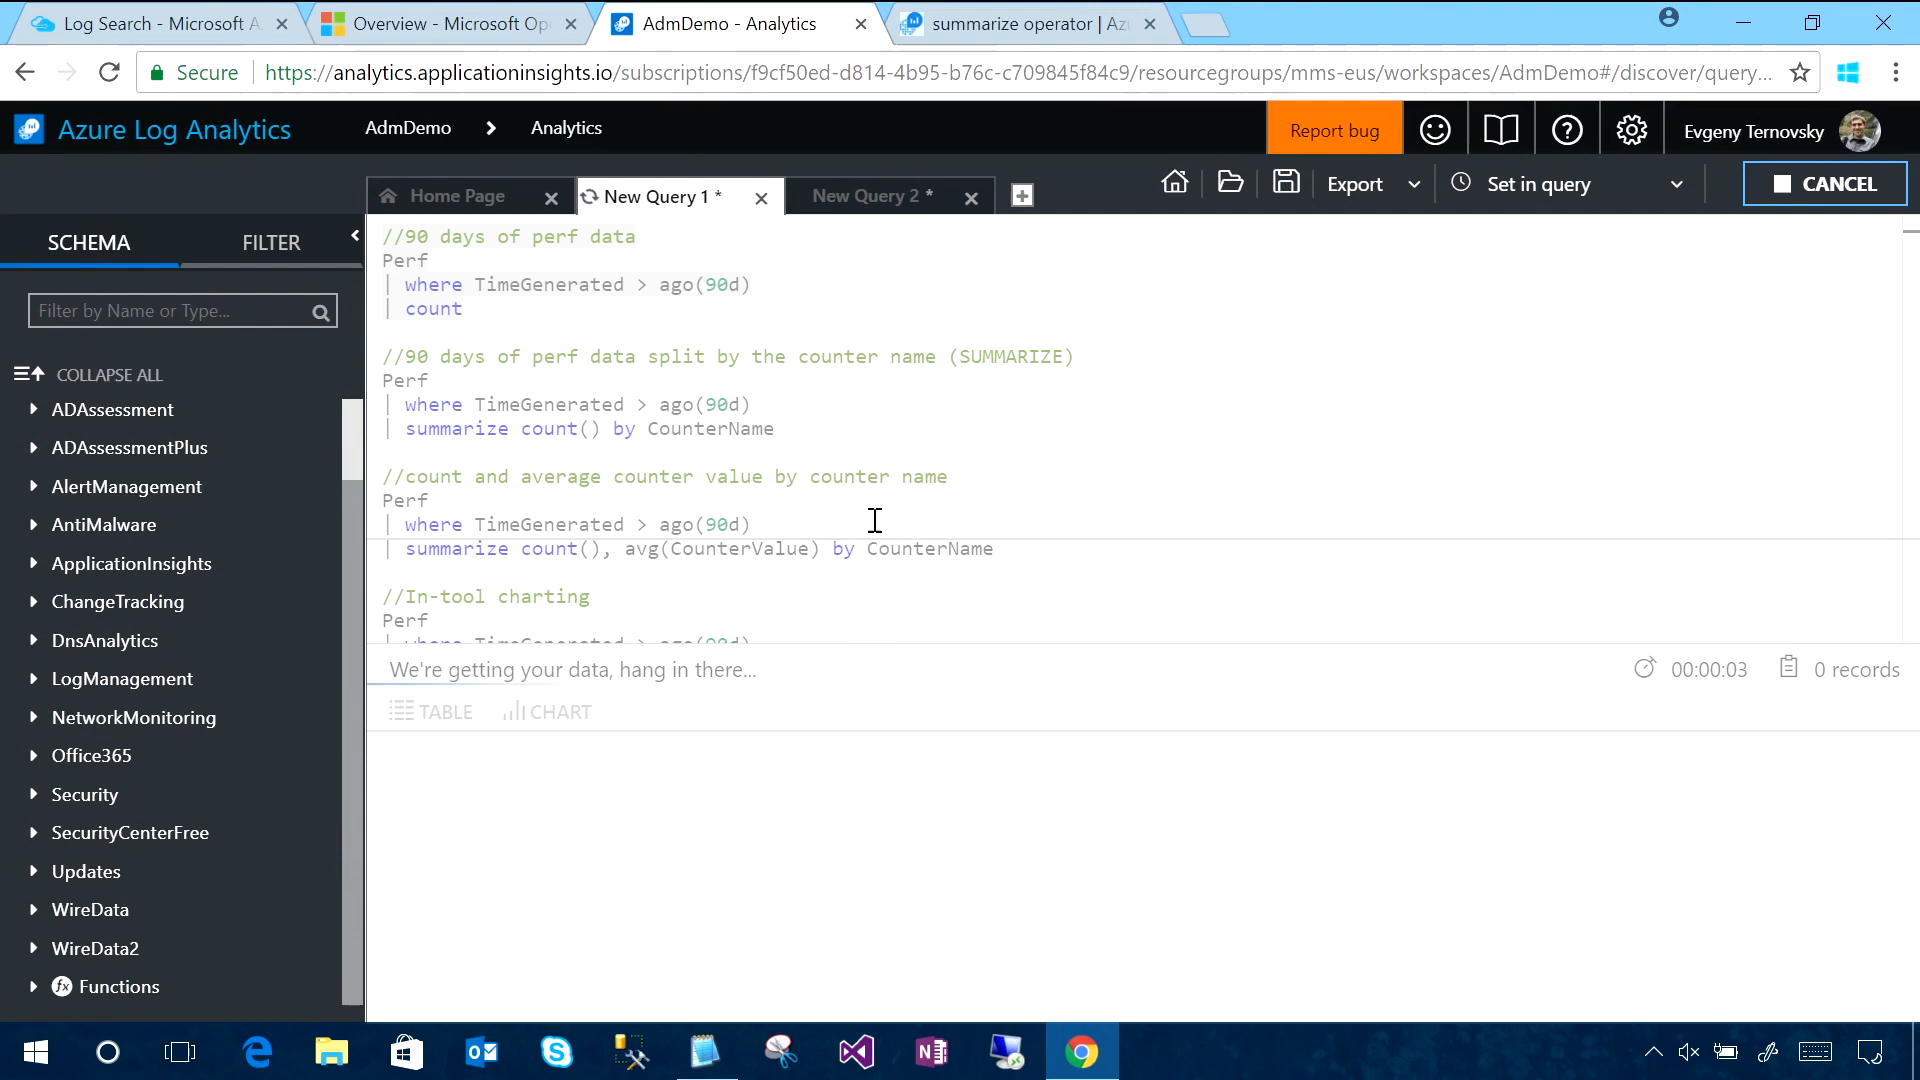 Log Search - Microsoft A
Overview - Microsoft Op
AdmDemo - Analytics
summarize operator | Az
Secure
https://analytics.applicationinsights.io/subscriptions/f9cf50ed-d814-4b95-b76c-c709845f84c9/resourcegroups/mms-eus/workspaces/AdmDemo#/discover/query...
Azure Log Analytics
AdmDemo
Analytics
Report bug
Evgeny Ternovsky
Home Page
New Query 1 *
New Query 2 *
Export
Set in query
CANCEL
SCHEMA
FILTER
Filter by Name or Type...
COLLAPSE ALL
ADAssessment
ADAssessmentPlus
AlertManagement
AntiMalware
ApplicationInsights
ChangeTracking
DnsAnalytics
LogManagement
NetworkMonitoring
Office365
Security
SecurityCenterFree
Updates
WireData
WireData2
Functions
//90 days of perf data
Perf
| where TimeGenerated > ago(90d)
| count
//90 days of perf data split by the counter name (SUMMARIZE)
Perf
| where TimeGenerated > ago(90d)
| summarize count() by CounterName
//count and average counter value by counter name
Perf
| where TimeGenerated > ago(90d)
| summarize count(), avg(CounterValue) by CounterName
//In-tool charting
Perf
| where TimeGenerated > ago(90d)
We're getting your data, hang in there...
00:00:03
0 records
TABLE
CHART